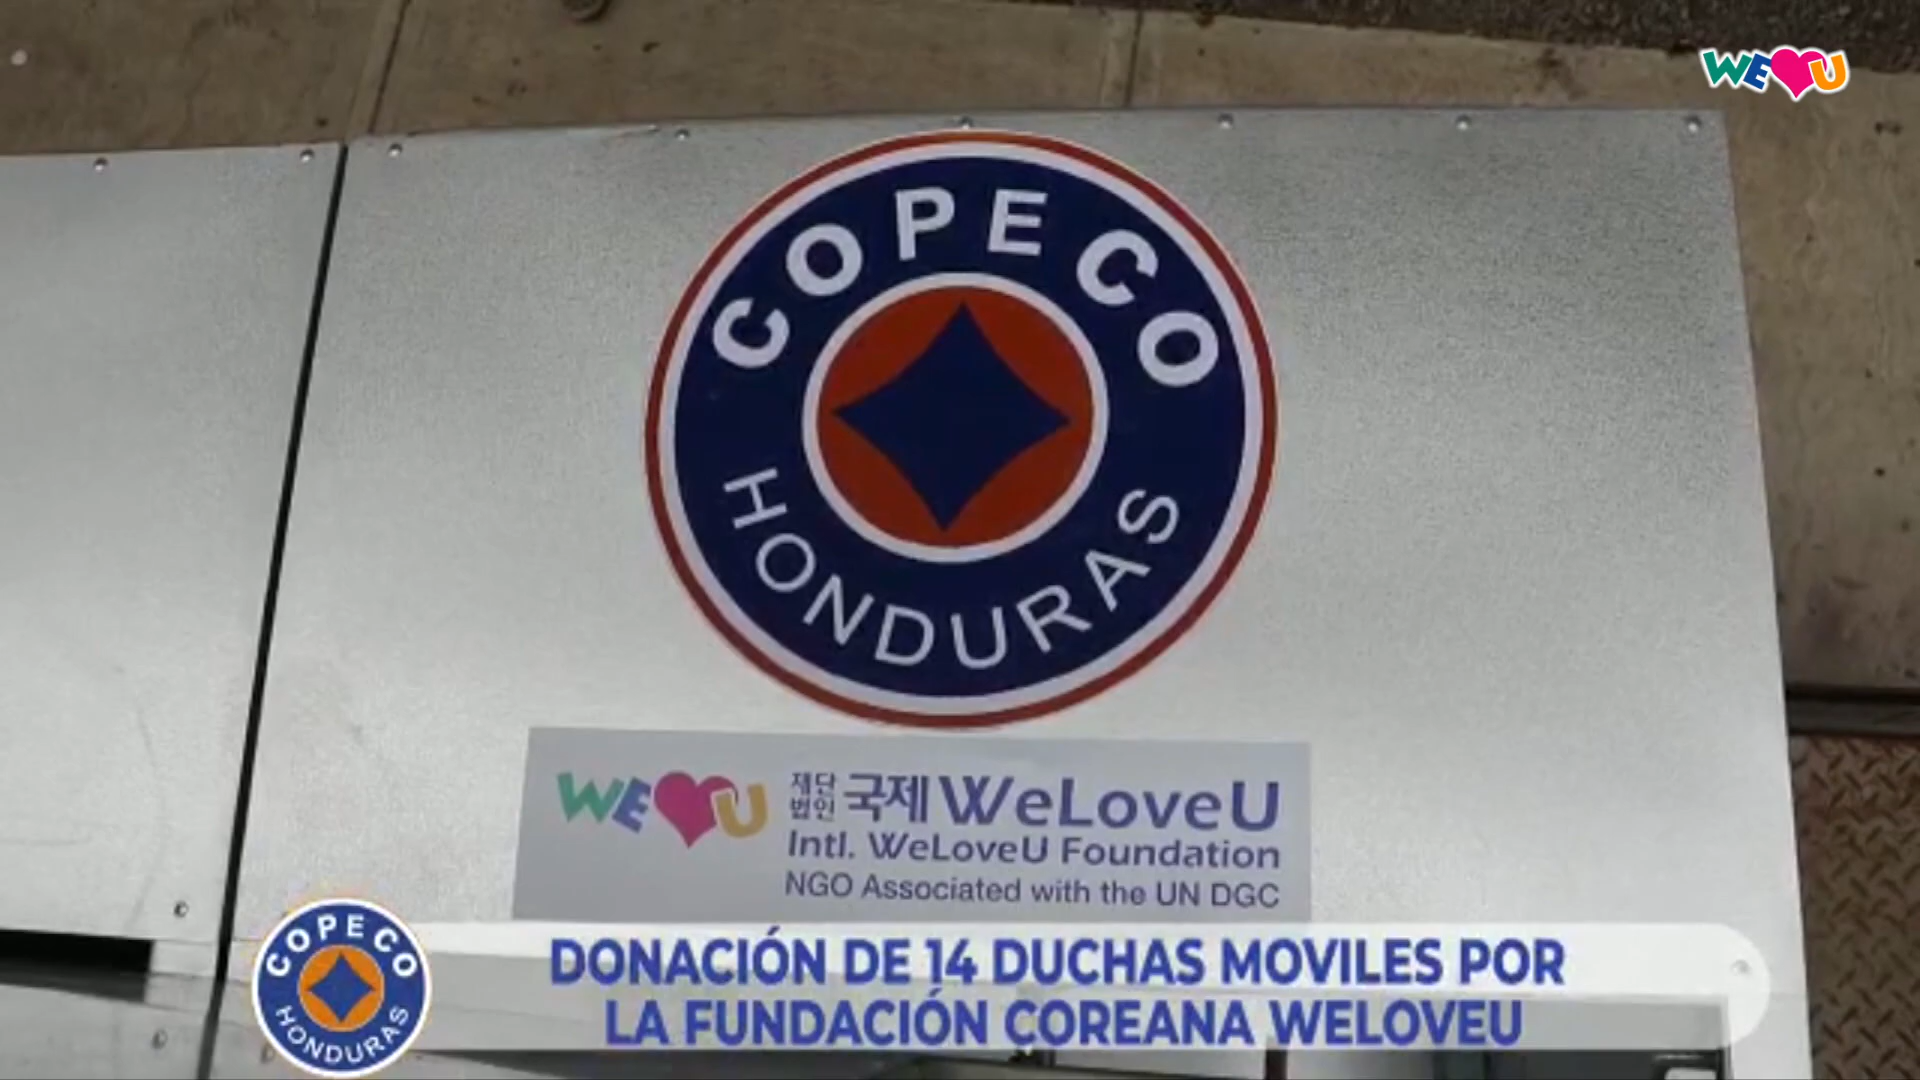 WE U
COPECO
HONDURAS
WE U
재단
법인 국제 WeLoveU
Intl. WeLoveU Foundation
NGO Associated with the UN DGC
COPECO
HONDURAS
DONACIÓN DE 14 DUCHAS MOVILES POR
LA FUNDACIÓN COREANA WELOVEU